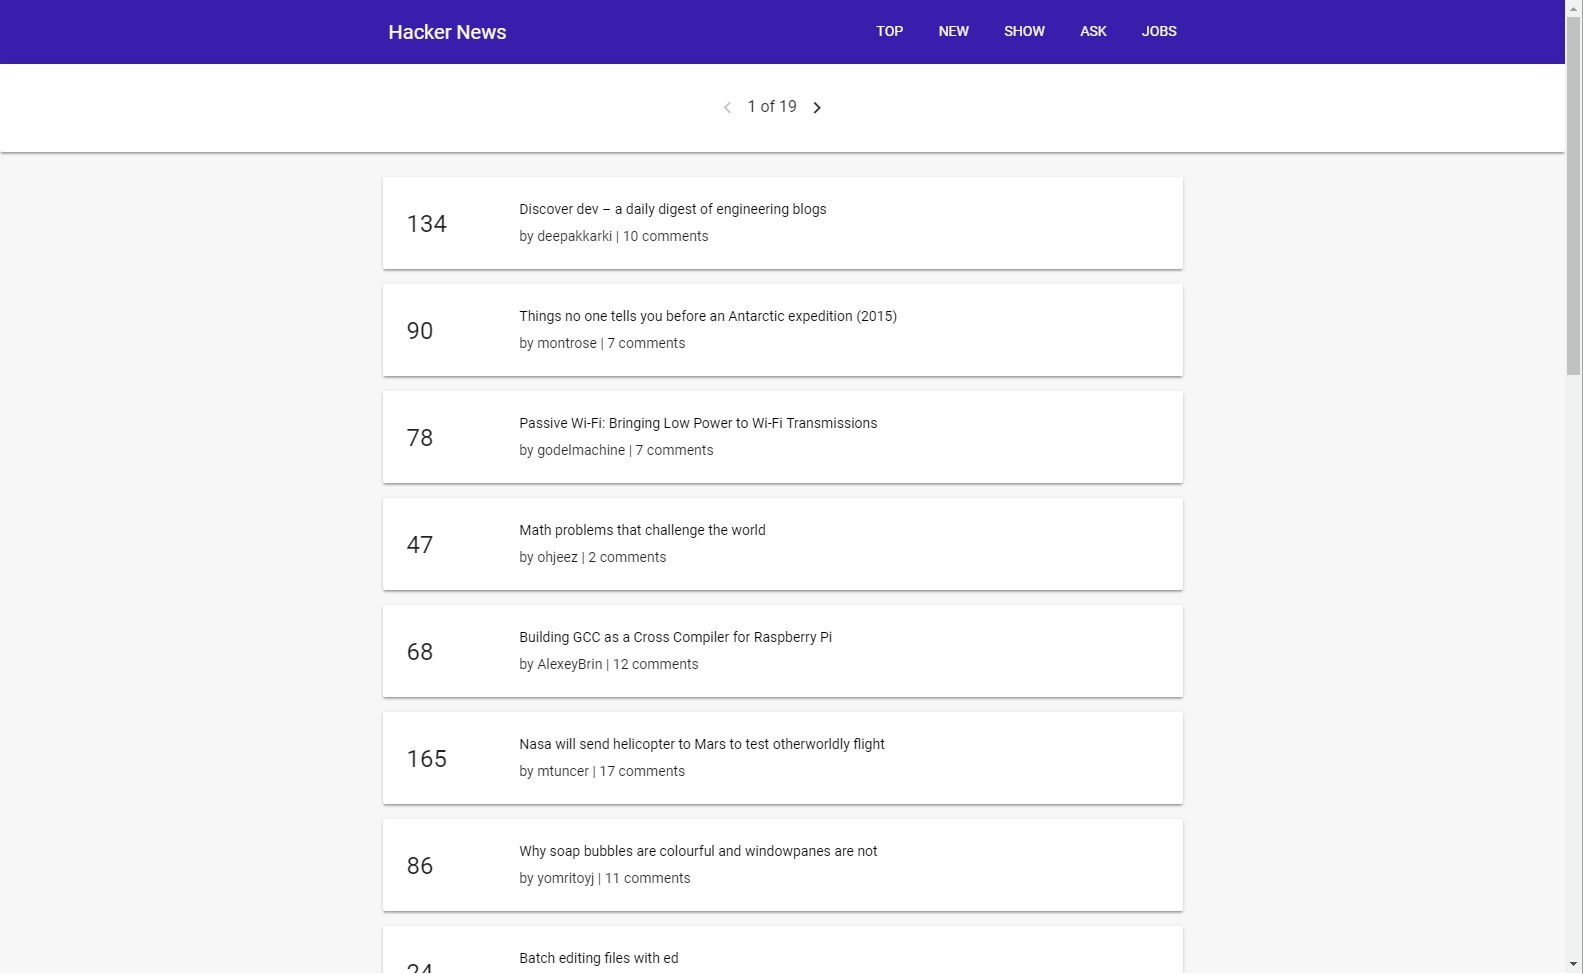 Hacker News
TOP NEW SHOW ASK JOBS
1 of 19
134
Discover dev – a daily digest of engineering blogs
by deepakkarki | 10 comments
90
Things no one tells you before an Antarctic expedition (2015)
by montrose | 7 comments
78
Passive Wi-Fi: Bringing Low Power to Wi-Fi Transmissions
by godelmachine | 7 comments
47
Math problems that challenge the world
by ohjeez | 2 comments
68
Building GCC as a Cross Compiler for Raspberry Pi
by AlexeyBrin | 12 comments
165
Nasa will send helicopter to Mars to test otherworldly flight
by mtuncer | 17 comments
86
Why soap bubbles are colourful and windowpanes are not
by yomritoyj | 11 comments
24
Batch editing files with ed